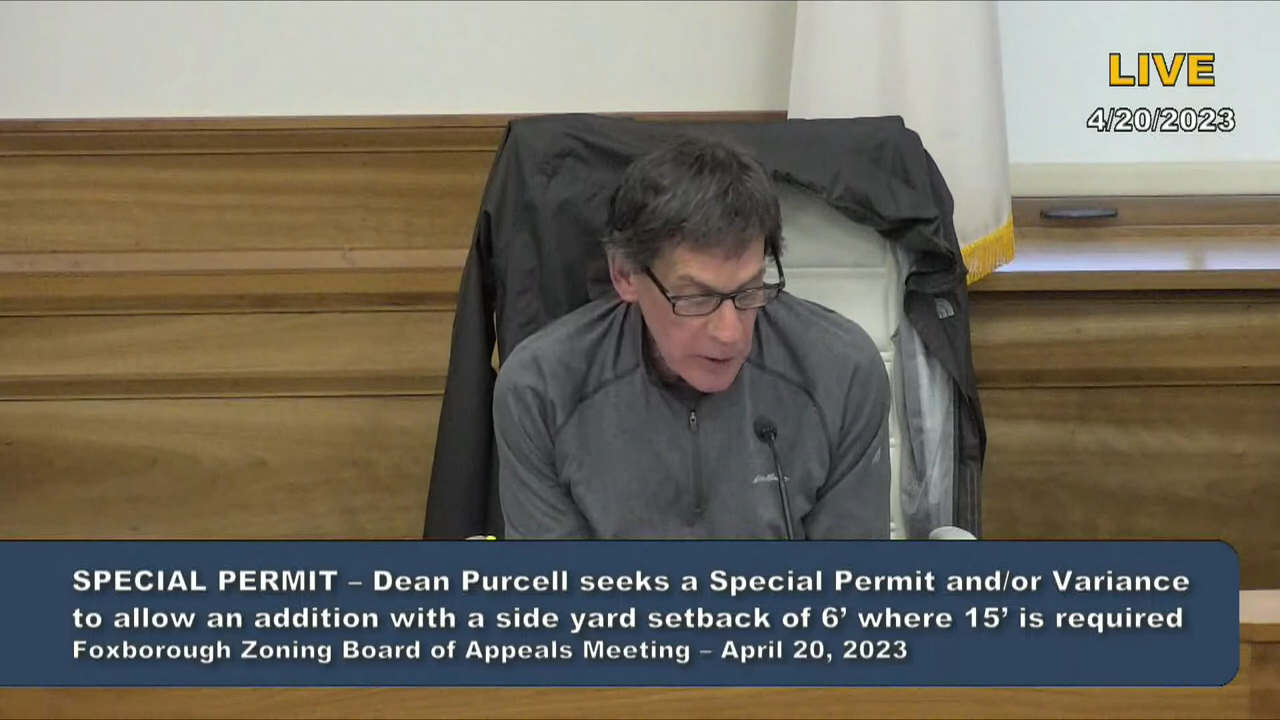 LIVE
4/20/2023
SPECIAL PERMIT – Dean Purcell seeks a Special Permit and/or Variance
to allow an addition with a side yard setback of 6’ where 15’ is required
Foxborough Zoning Board of Appeals Meeting – April 20, 2023